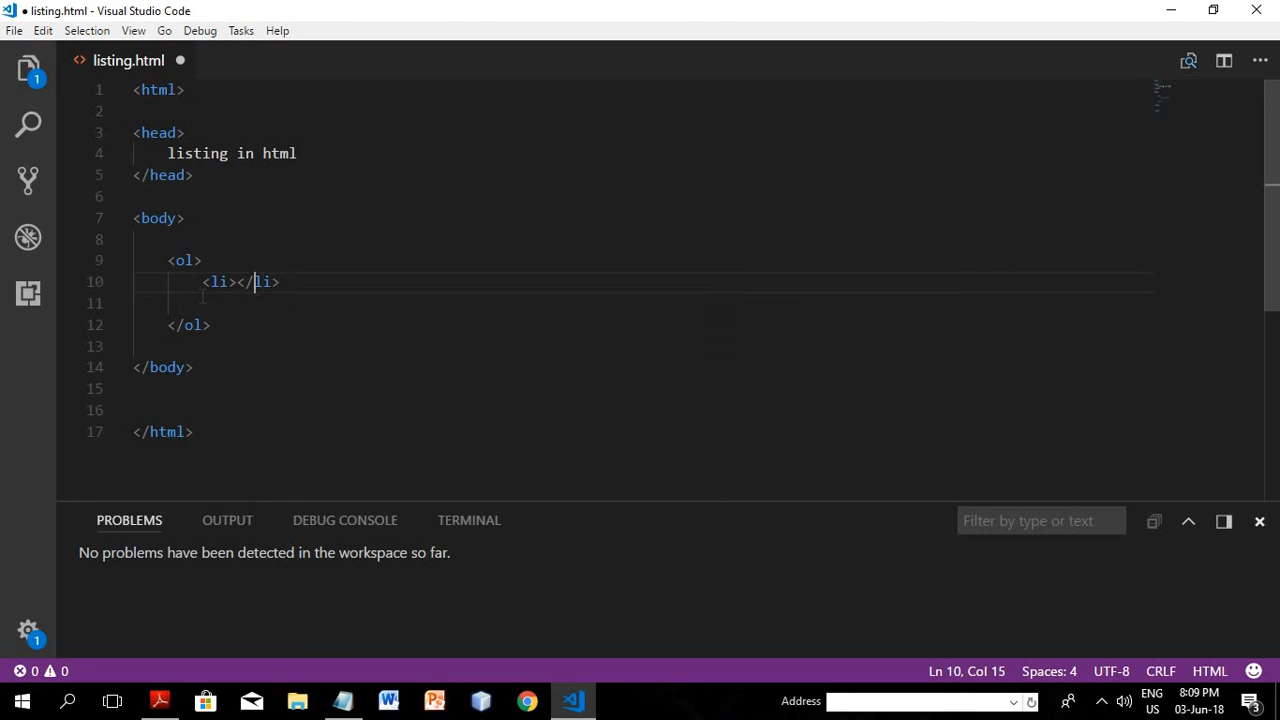 ● listing.html - Visual Studio Code
File Edit Selection View Go Debug Tasks Help
<> listing.html ●
1 <html>
2
3 <head>
4 listing in html
5 </head>
6
7 <body>
8
9 <ol>
10 <li></li>
11
12 </ol>
13
14 </body>
15
16
17 </html>
1
PROBLEMS OUTPUT DEBUG CONSOLE TERMINAL
Filter by type or text
No problems have been detected in the workspace so far.
1
0 0
Ln 10, Col 15 Spaces: 4 UTF-8 CRLF HTML
Address
ENG
US
8:09 PM
03-Jun-18
3